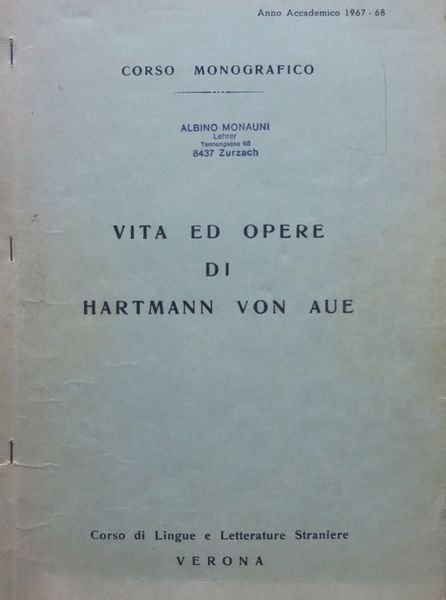 Anno Accademico 1967 - 68
CORSO MONOGRAFICO
ALBINO MONAUNI
Lehrer
Tannengasse 68
8437 Zurzach
VITA ED OPERE
DI
HARTMANN VON AUE
Corso di Lingue e Letterature Straniere
VERONA